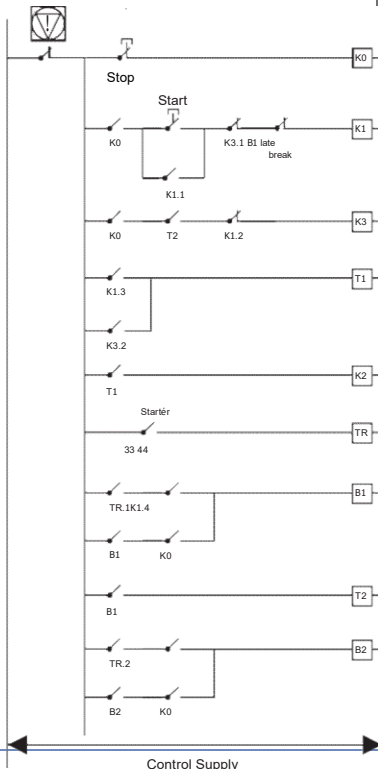 Stop
K0
Start
K0
K3.1 B1 late
break
K1
K1.1
K0
T2
K1.2
K3
K1.3
T1
K3.2
T1
K2
Startér
33 44
TR
TR.1K1.4
B1
B1
K0
B1
T2
TR.2
B2
B2
K0
Control Supply